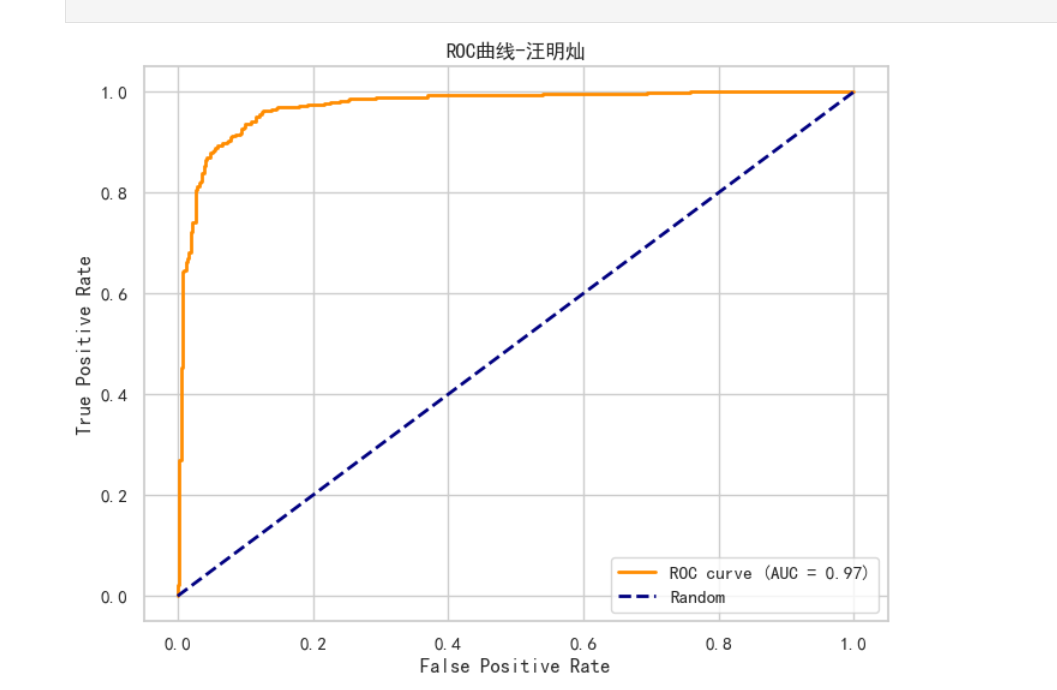 ROC曲线-汪明灿
1.0
0.8
0.6
0.4
0.2
0.0
True Positive Rate
ROC curve (AUC = 0.97)
Random
0.0 0.2 0.4 0.6 0.8 1.0
False Positive Rate